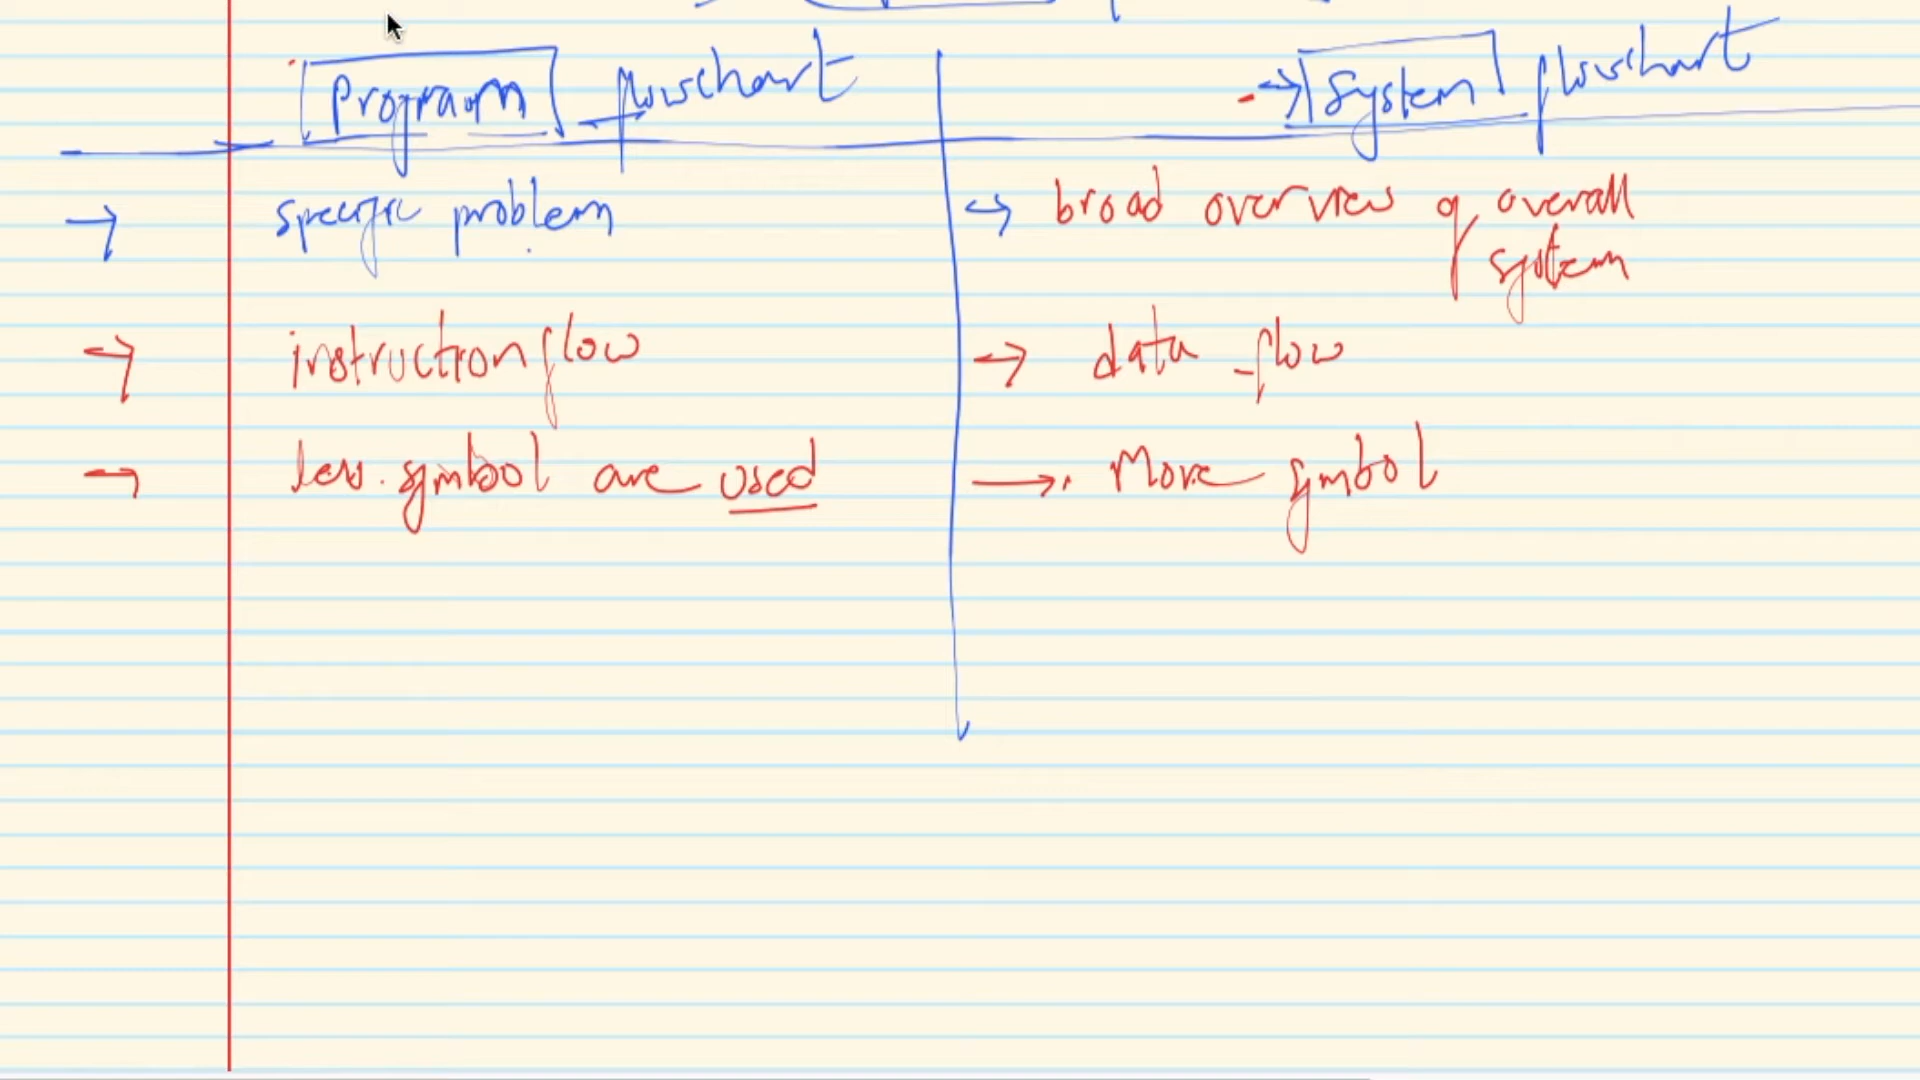 Program flowchart → System flowchart
→ specific problem → broad overview of overall
system
→ instruction flow → data flow
→ less symbol are used → More symbol